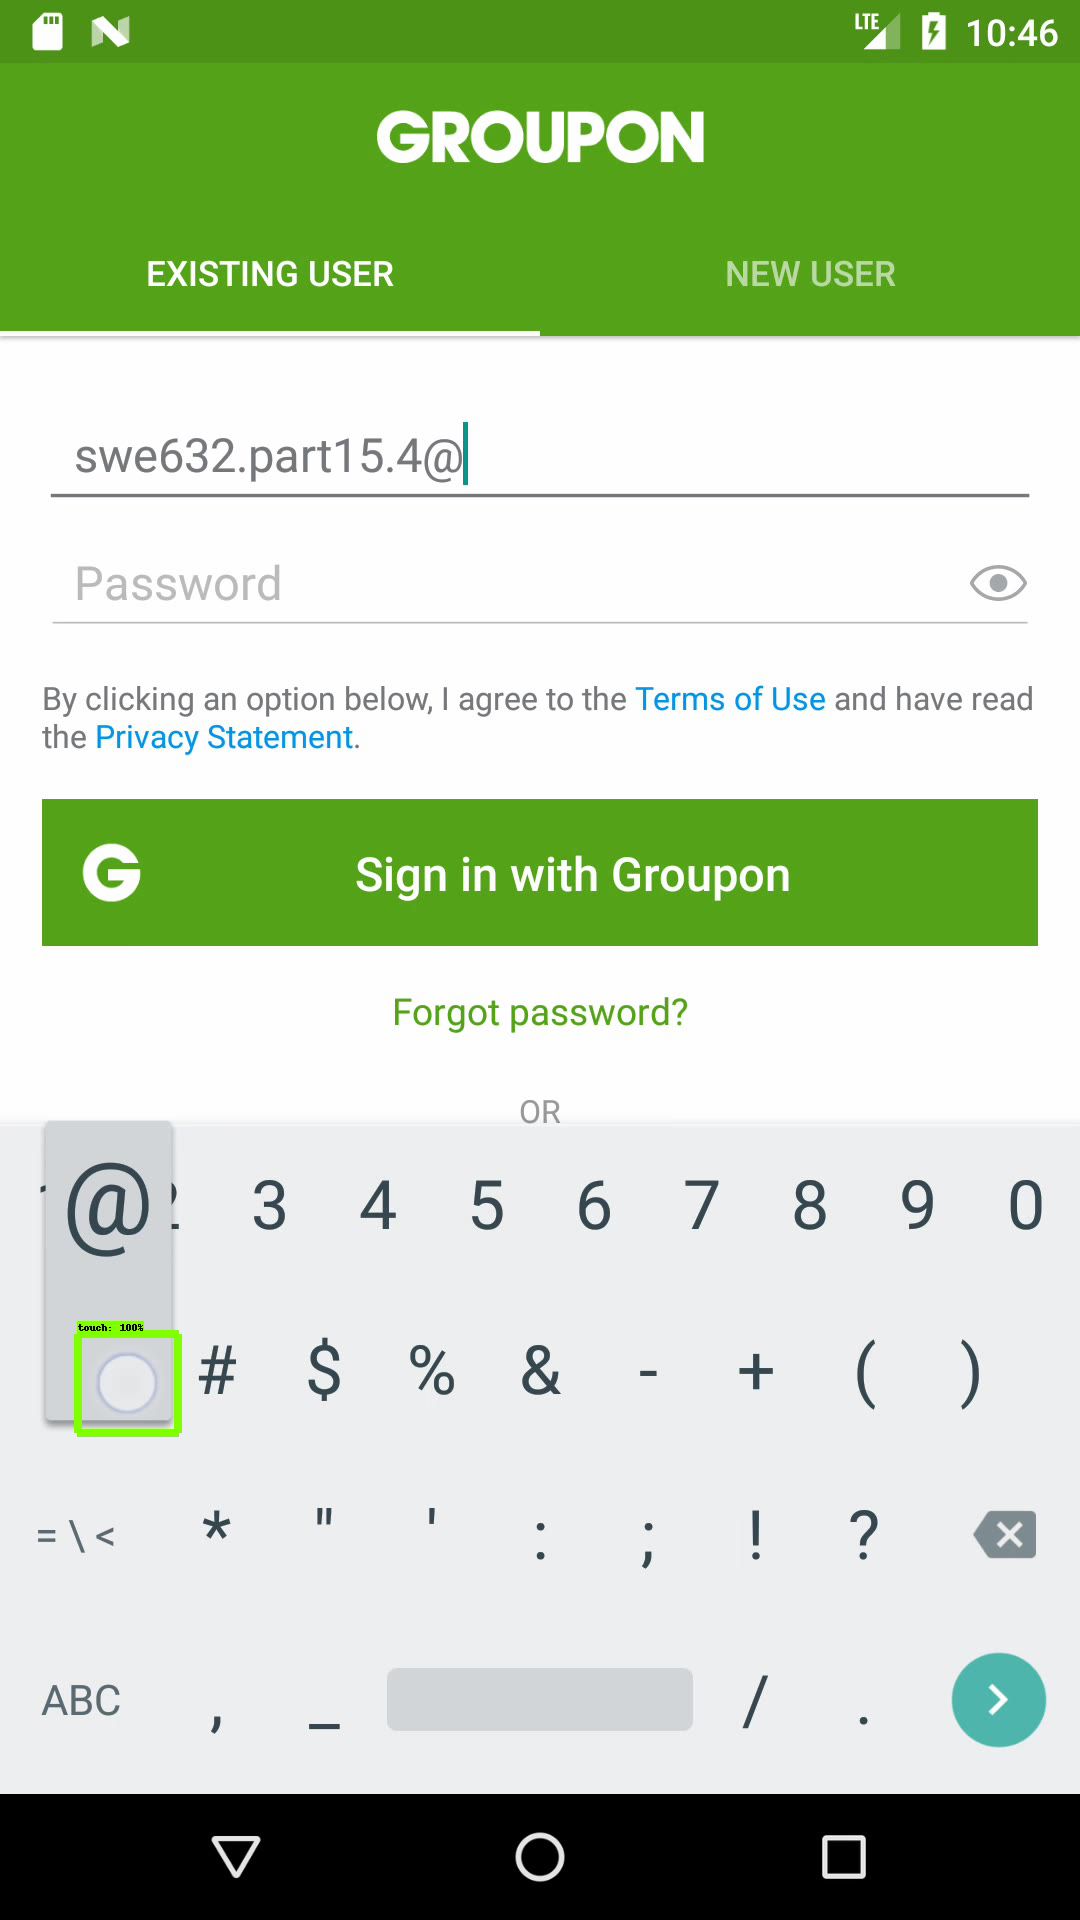 LTE 10:46
GROUPON
EXISTING USER NEW USER
swe632.part15.4@
Password
By clicking an option below, I agree to the Terms of Use and have read
the Privacy Statement.
G Sign in with Groupon
Forgot password?
OR
@ 3 4 5 6 7 8 9 0
touch: 100%
# $ % & - + ( )
= \ < * " ' : ; ! ?
ABC , _ / .